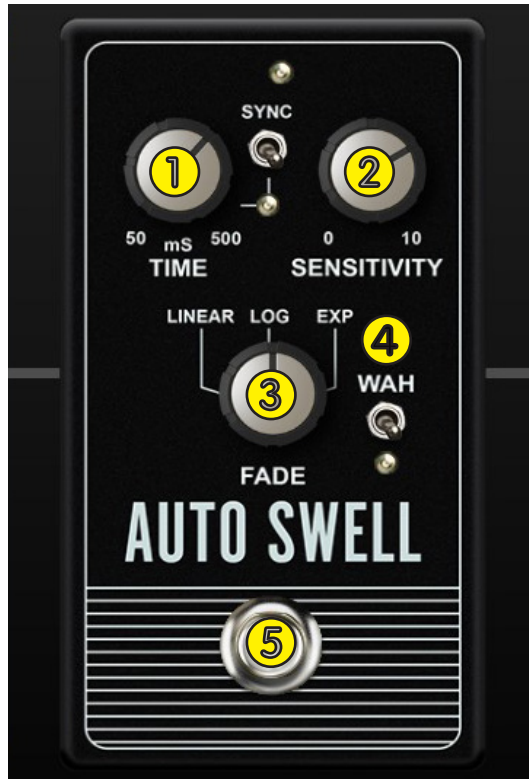 SYNC
1 2
50 mS 500 0 10
TIME SENSITIVITY
LINEAR LOG EXP
4
3 WAH
FADE
AUTO SWELL
5